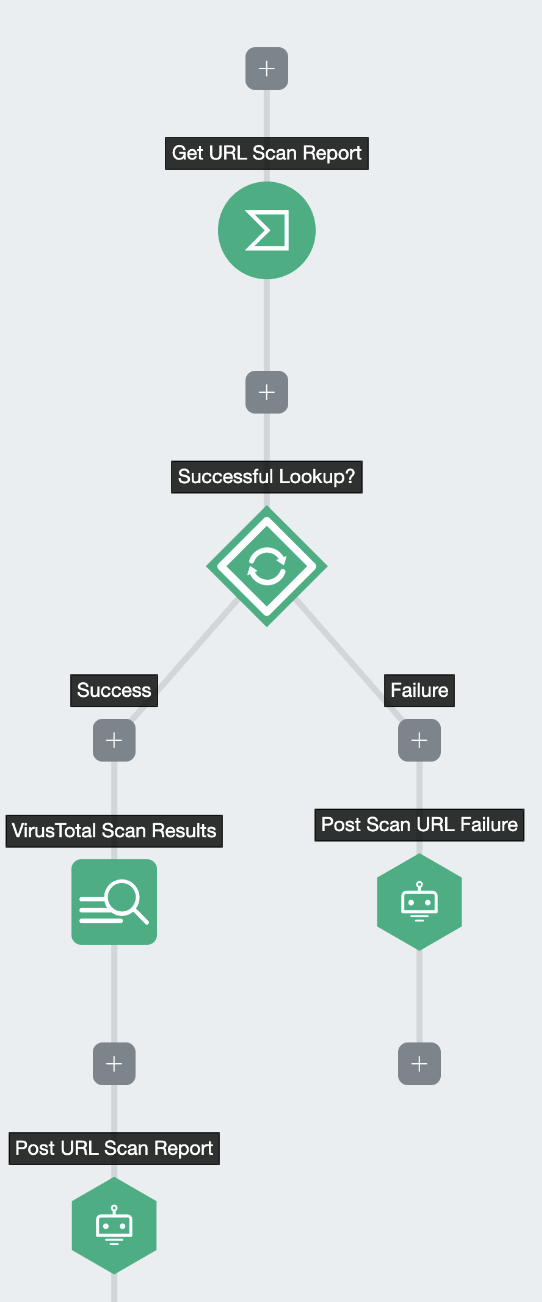 Get URL Scan Report
Successful Lookup?
Success
Failure
VirusTotal Scan Results
Post Scan URL Failure
Post URL Scan Report